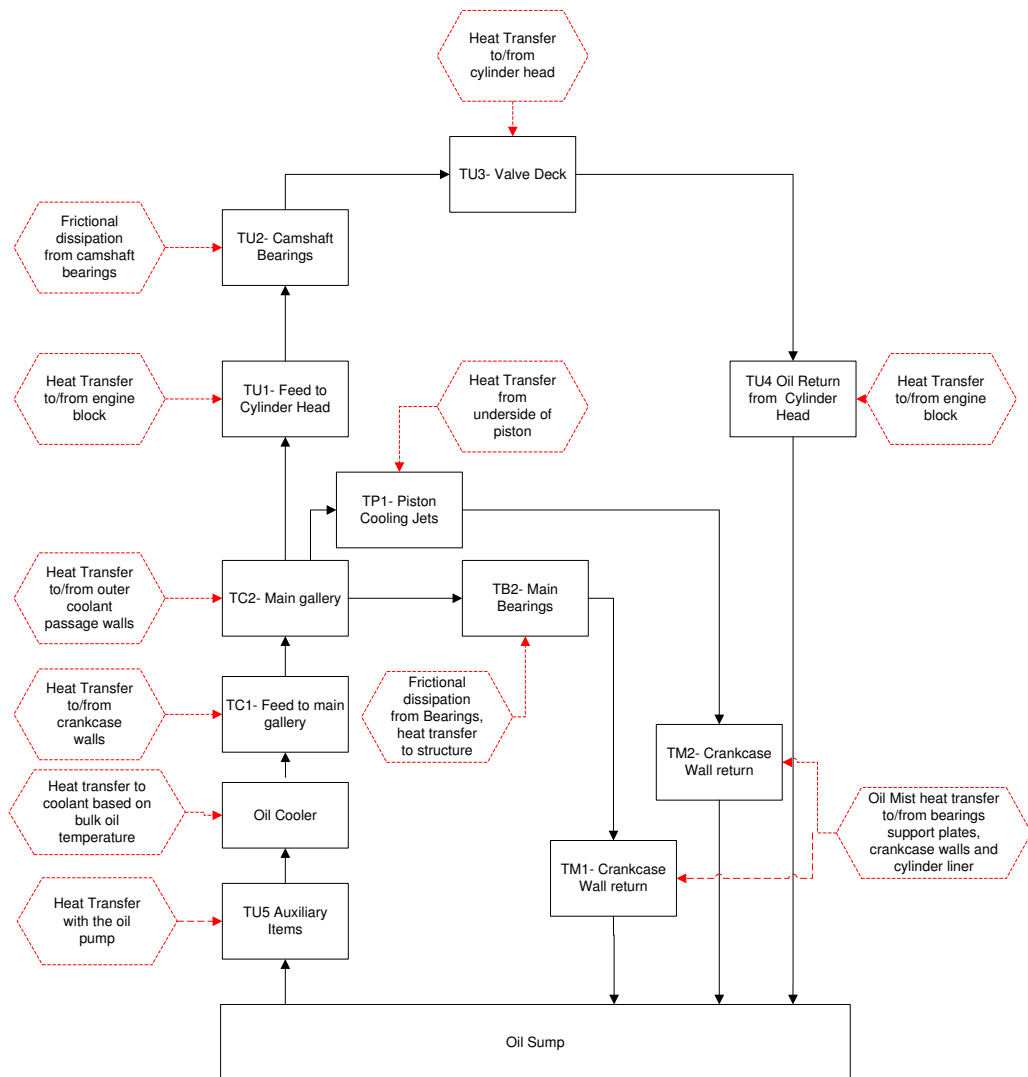 Heat Transfer
to/from
cylinder head
TU3- Valve Deck
Frictional
dissipation
from camshaft
bearings
TU2- Camshaft
Bearings
Heat Transfer
to/from engine
block
TU1- Feed to
Cylinder Head
Heat Transfer
from
underside of
piston
TU4 Oil Return
from Cylinder
Head
Heat Transfer
to/from engine
block
TP1- Piston
Cooling Jets
Heat Transfer
to/from outer
coolant
passage walls
TC2- Main gallery
TB2- Main
Bearings
Heat Transfer
to/from
crankcase
walls
TC1- Feed to main
gallery
Frictional
dissipation
from Bearings,
heat transfer
to structure
TM2- Crankcase
Wall return
Heat transfer to
coolant based on
bulk oil
temperature
Oil Cooler
Oil Mist heat transfer
to/from bearings
support plates,
crankcase walls and
cylinder liner
TM1- Crankcase
Wall return
Heat Transfer
with the oil
pump
TU5 Auxiliary
Items
Oil Sump